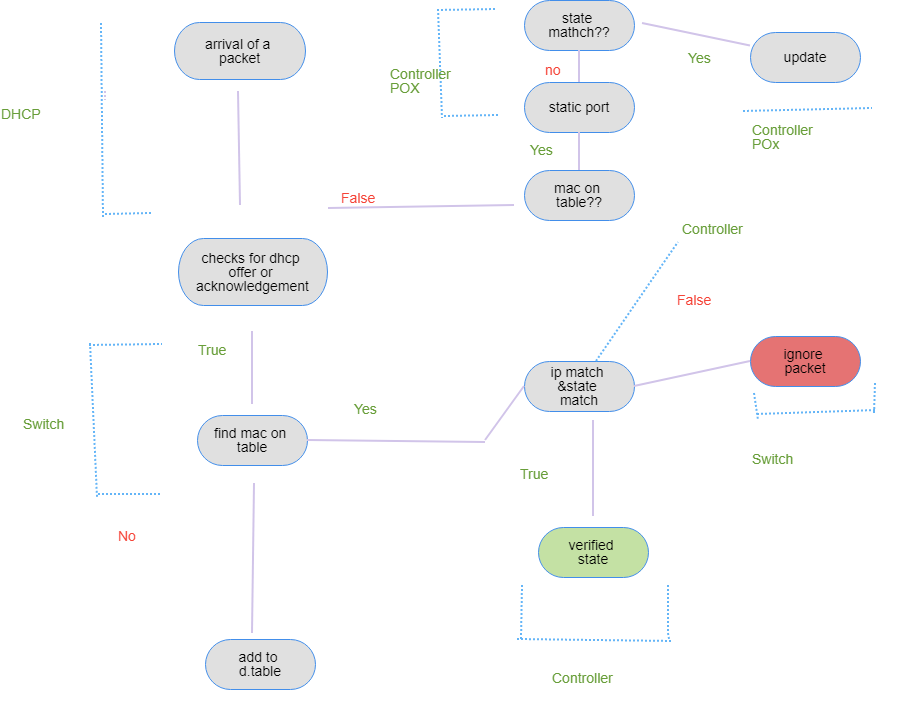 state
mathch??
arrival of a
packet
Yes
update
no
Controller
POX
static port
DHCP
Controller
POx
Yes
mac on
table??
False
Controller
checks for dhcp
offer or
acknowledgement
False
True
ignore
packet
ip match
&state
match
Yes
Switch
find mac on
table
Switch
True
No
verified
state
add to
d.table
Controller